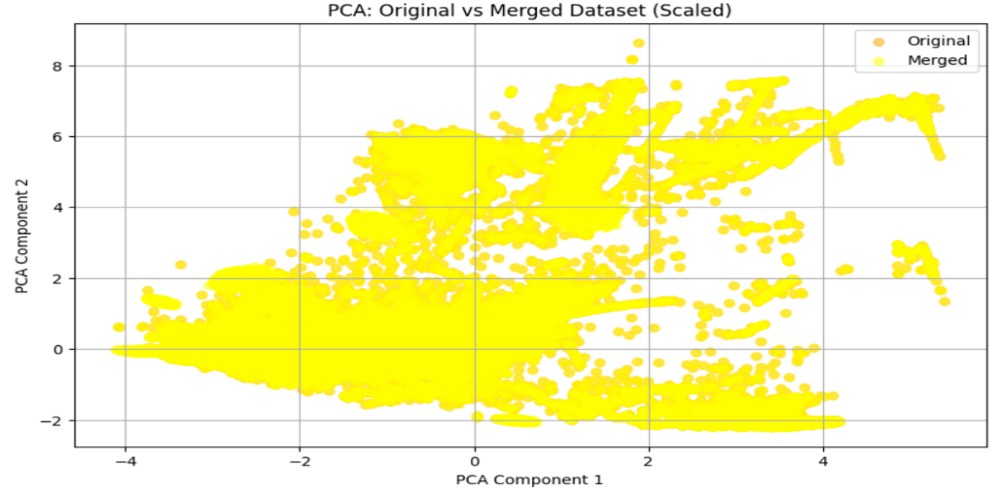 PCA: Original vs Merged Dataset (Scaled)
Original
Merged
8
6
4
2
0
−2
PCA Component 2
−4
−2
0
2
4
PCA Component 1